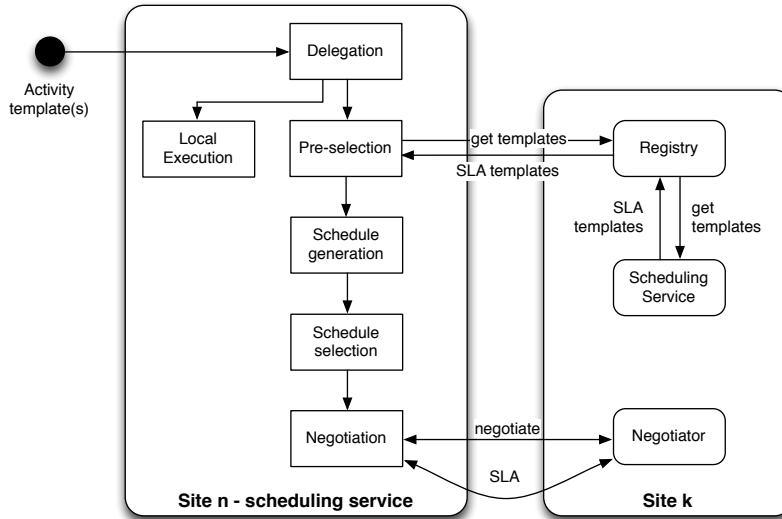 Delegation
Activity
template(s)
Local
Execution
Pre-selection
get templates
SLA templates
Registry
SLA
templates
get
templates
Schedule
generation
Scheduling
Service
Schedule
selection
Negotiation
negotiate
Negotiator
SLA
Site n - scheduling service
Site k